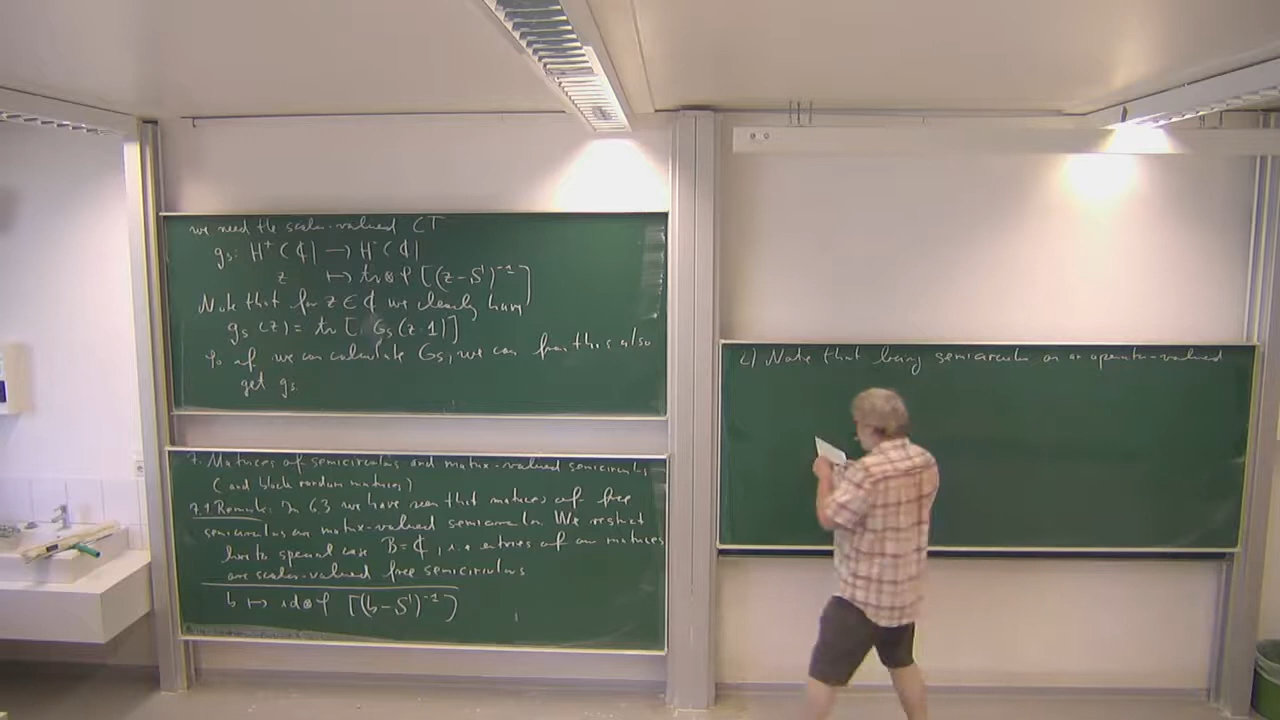 we need the scalar-valued CT
g_S: H⁺(ℂ) → H⁻(ℂ)
z ↦ tr⊗φ [(z-S)⁻¹]
Note that for z ∈ ℂ we clearly have
g_S(z) = tr[G_S(z·1)]
So if we can calculate G_S, we can from this also
get g_S.
7. Matrices of semicirculars and matrix-valued semicirculars
(and block random matrices)
7.1 Remark: In 6.3 we have seen that matrices of free
semicirculars are matrix-valued semicircular. We restrict
here to special case B=ℂ, i.e. entries of our matrices
are scalar-valued free semicirculars
b ↦ id⊗φ [(b-S)⁻¹]
2) Note that being semicircular as an operator-valued